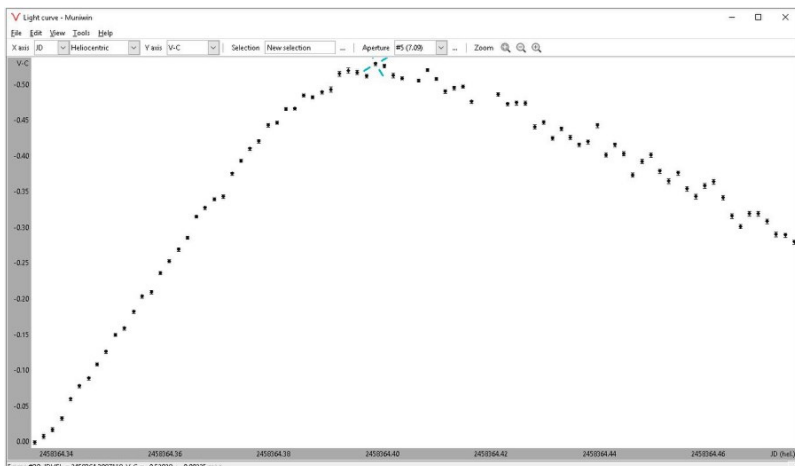 Light curve - Muniwin
File Edit View Tools Help
X axis JD Heliocentric Y axis V-C Selection New selection ... Aperture #5 (7.09) ... Zoom
V-C
-0.50
-0.45
-0.40
-0.35
-0.30
-0.25
-0.20
-0.15
-0.10
-0.05
0.00
2458364.34 2458364.36 2458364.38 2458364.40 2458364.42 2458364.44 2458364.46 JD (hel.)